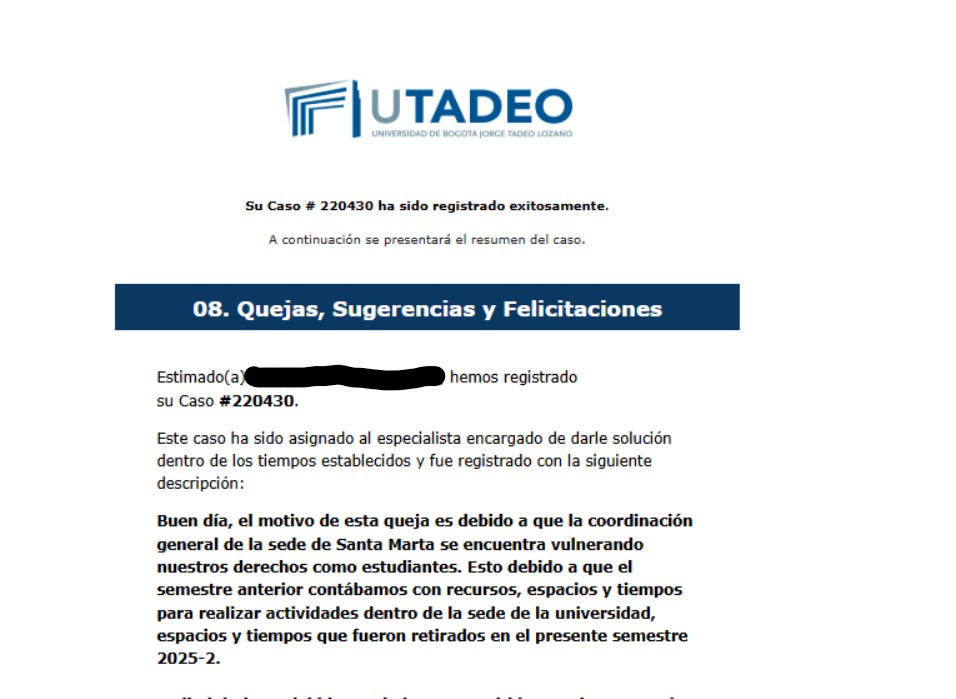 UTADEO
UNIVERSIDAD DE BOGOTÁ JORGE TADEO LOZANO
Su Caso # 220430 ha sido registrado exitosamente.
A continuación se presentará el resumen del caso.
08. Quejas, Sugerencias y Felicitaciones
Estimado(a) hemos registrado
su Caso #220430.
Este caso ha sido asignado al especialista encargado de darle solución
dentro de los tiempos establecidos y fue registrado con la siguiente
descripción:
Buen día, el motivo de esta queja es debido a que la coordinación
general de la sede de Santa Marta se encuentra vulnerando
nuestros derechos como estudiantes. Esto debido a que el
semestre anterior contábamos con recursos, espacios y tiempos
para realizar actividades dentro de la sede de la universidad,
espacios y tiempos que fueron retirados en el presente semestre
2025-2.